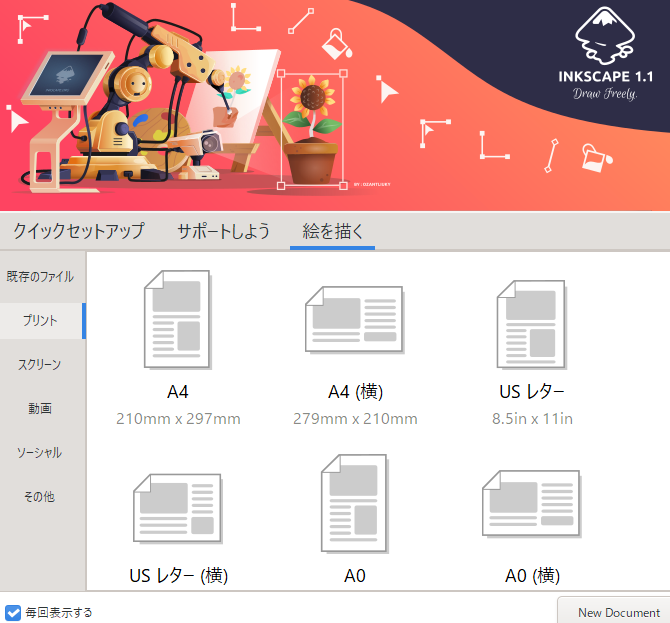 INKSCAPE 1.1
Draw Freely.
BY: DZARTLIVKY
クイックセットアップ
サポートしよう
絵を描く
既存のファイル
プリント
スクリーン
動画
ソーシャル
その他
A4
210mm x 297mm
A4 (横)
279mm x 210mm
US レター
8.5in x 11in
US レター (横)
A0
A0 (横)
毎回表示する
New Document